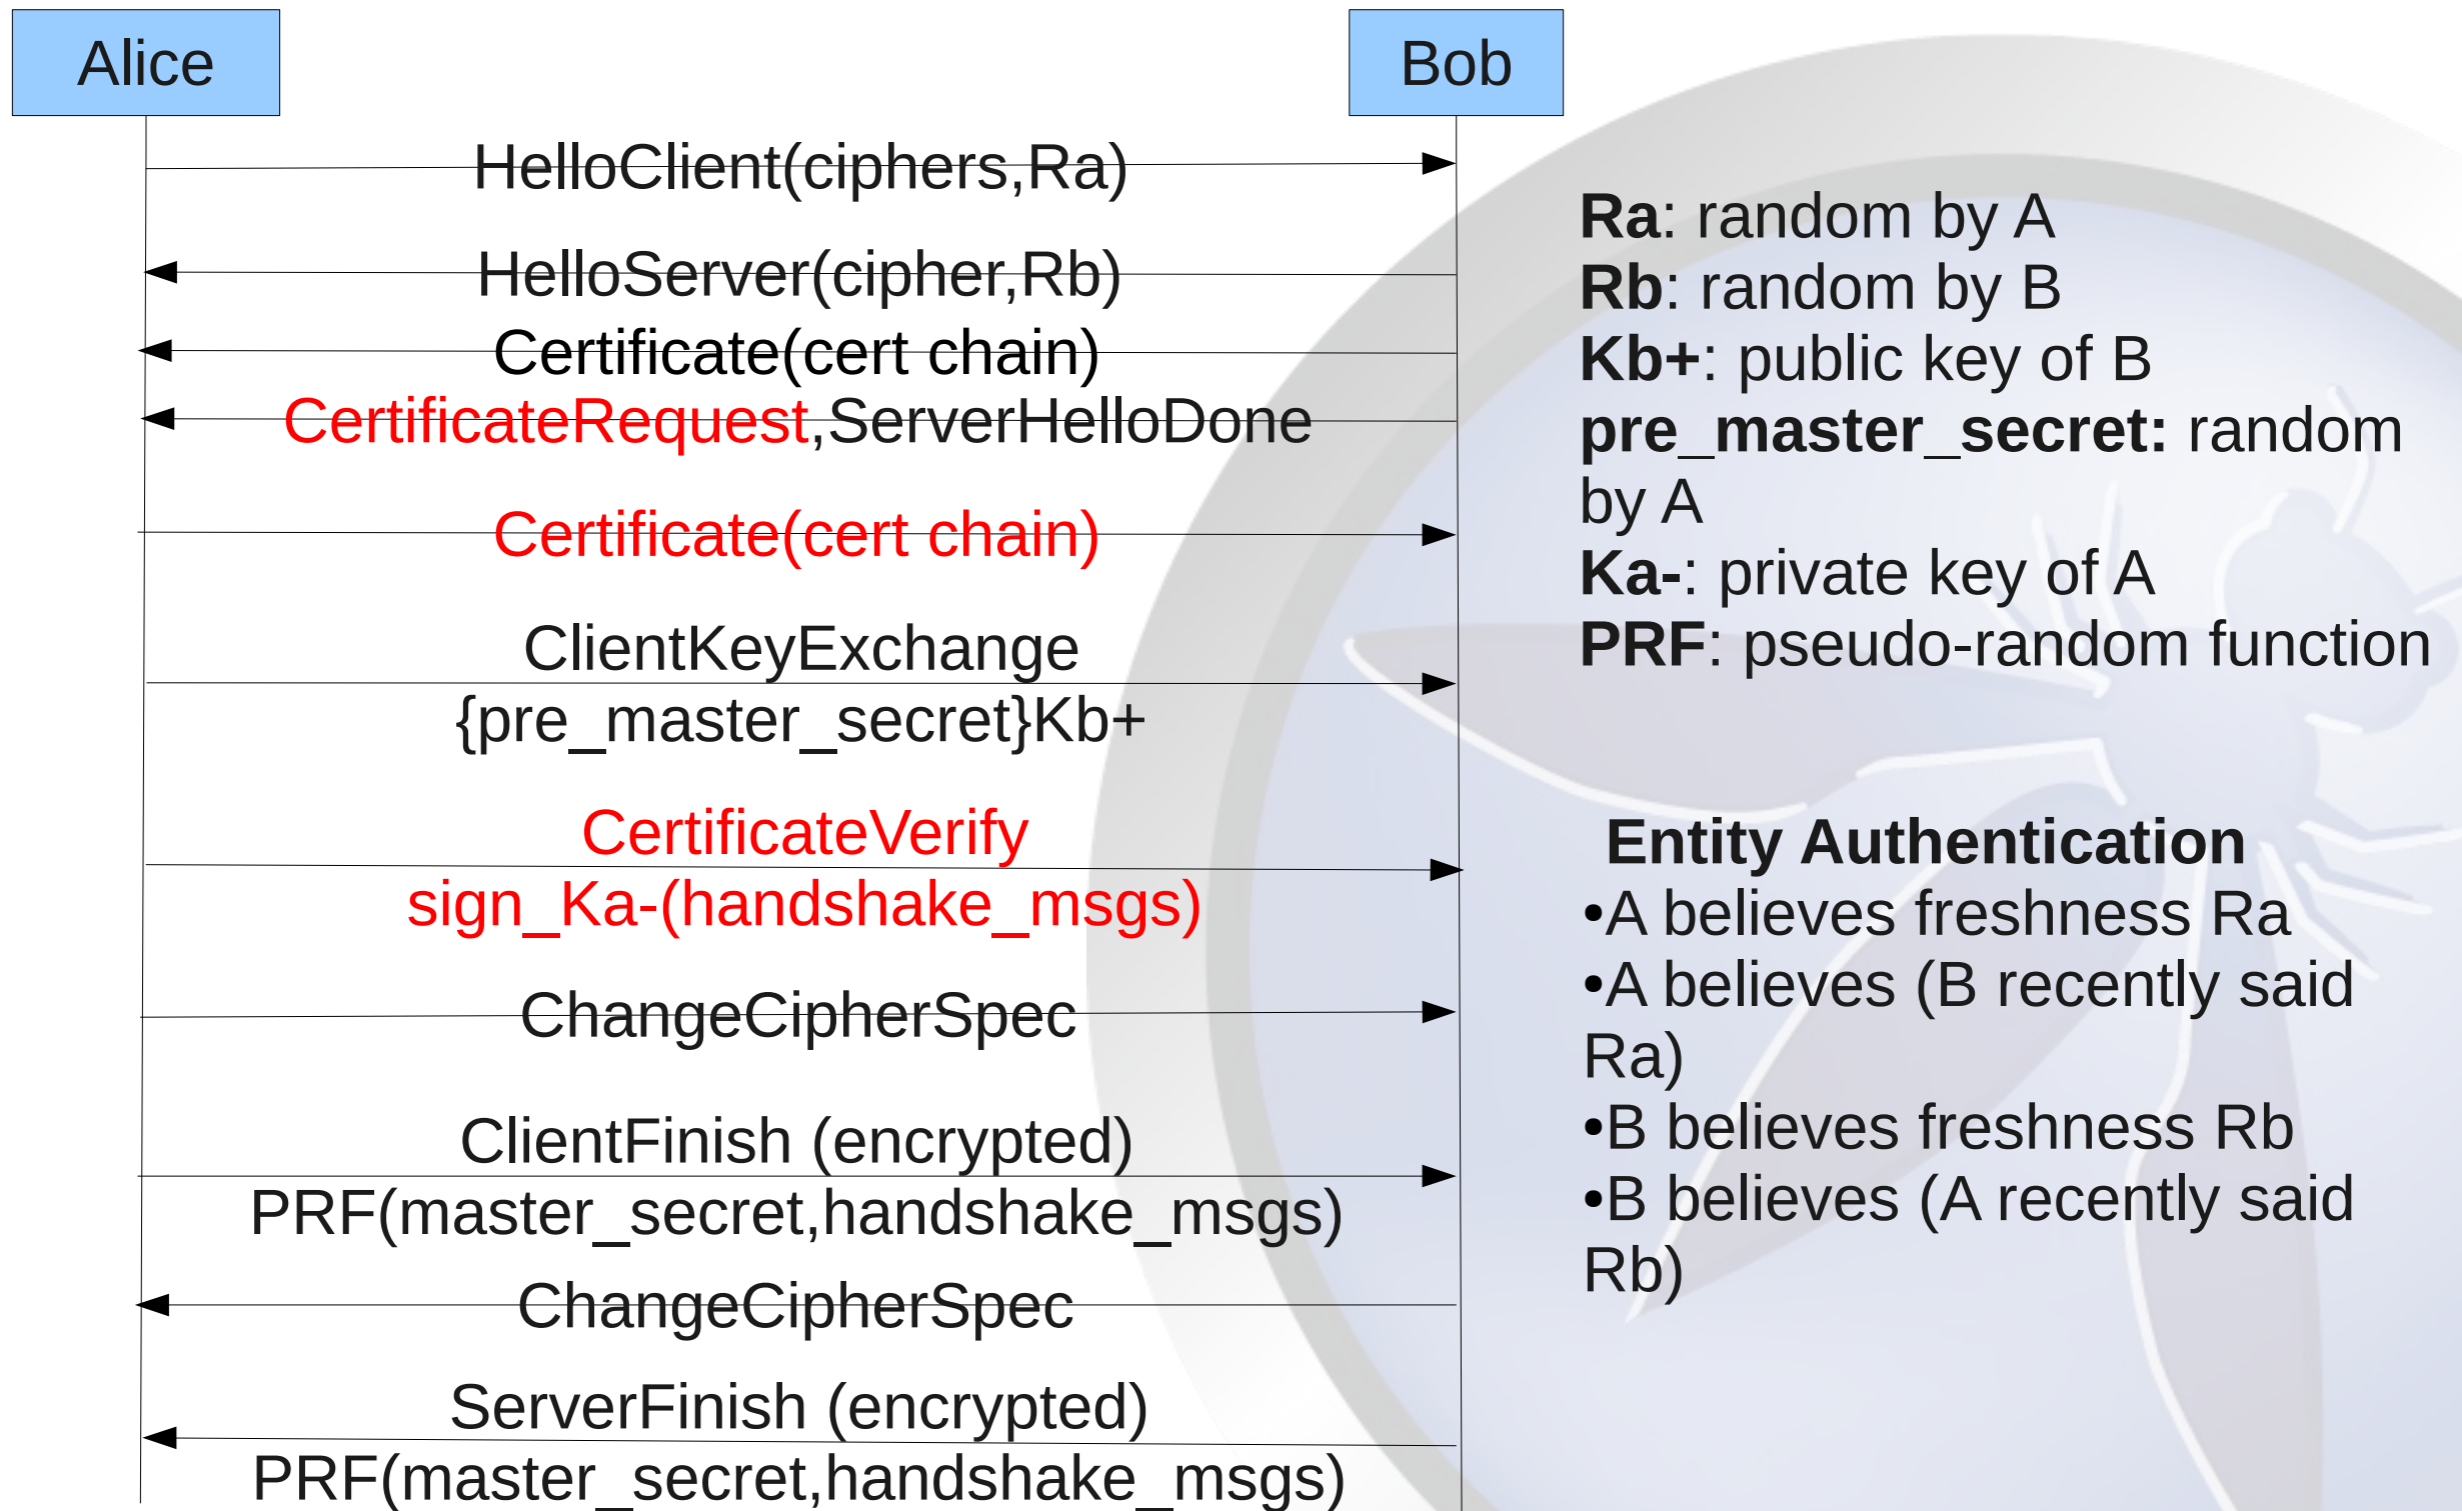 Alice
Bob
HelloClient(ciphers,Ra)
HelloServer(cipher,Rb)
Certificate(cert chain)
CertificateRequest,ServerHelloDone
Certificate(cert chain)
ClientKeyExchange
{pre_master_secret}Kb+
CertificateVerify
sign_Ka-(handshake_msgs)
ChangeCipherSpec
ClientFinish (encrypted)
PRF(master_secret,handshake_msgs)
ChangeCipherSpec
ServerFinish (encrypted)
PRF(master_secret,handshake_msgs)
Ra: random by A
Rb: random by B
Kb+: public key of B
pre_master_secret: random
by A
Ka-: private key of A
PRF: pseudo-random function
Entity Authentication
•A believes freshness Ra
•A believes (B recently said
Ra)
•B believes freshness Rb
•B believes (A recently said
Rb)